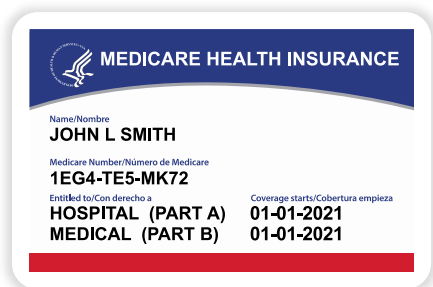 MEDICARE HEALTH INSURANCE
Name/Nombre
JOHN L SMITH
Medicare Number/Número de Medicare
1EG4-TE5-MK72
Entitled to/Con derecho a Coverage starts/Cobertura empieza
HOSPITAL (PART A) 01-01-2021
MEDICAL (PART B) 01-01-2021